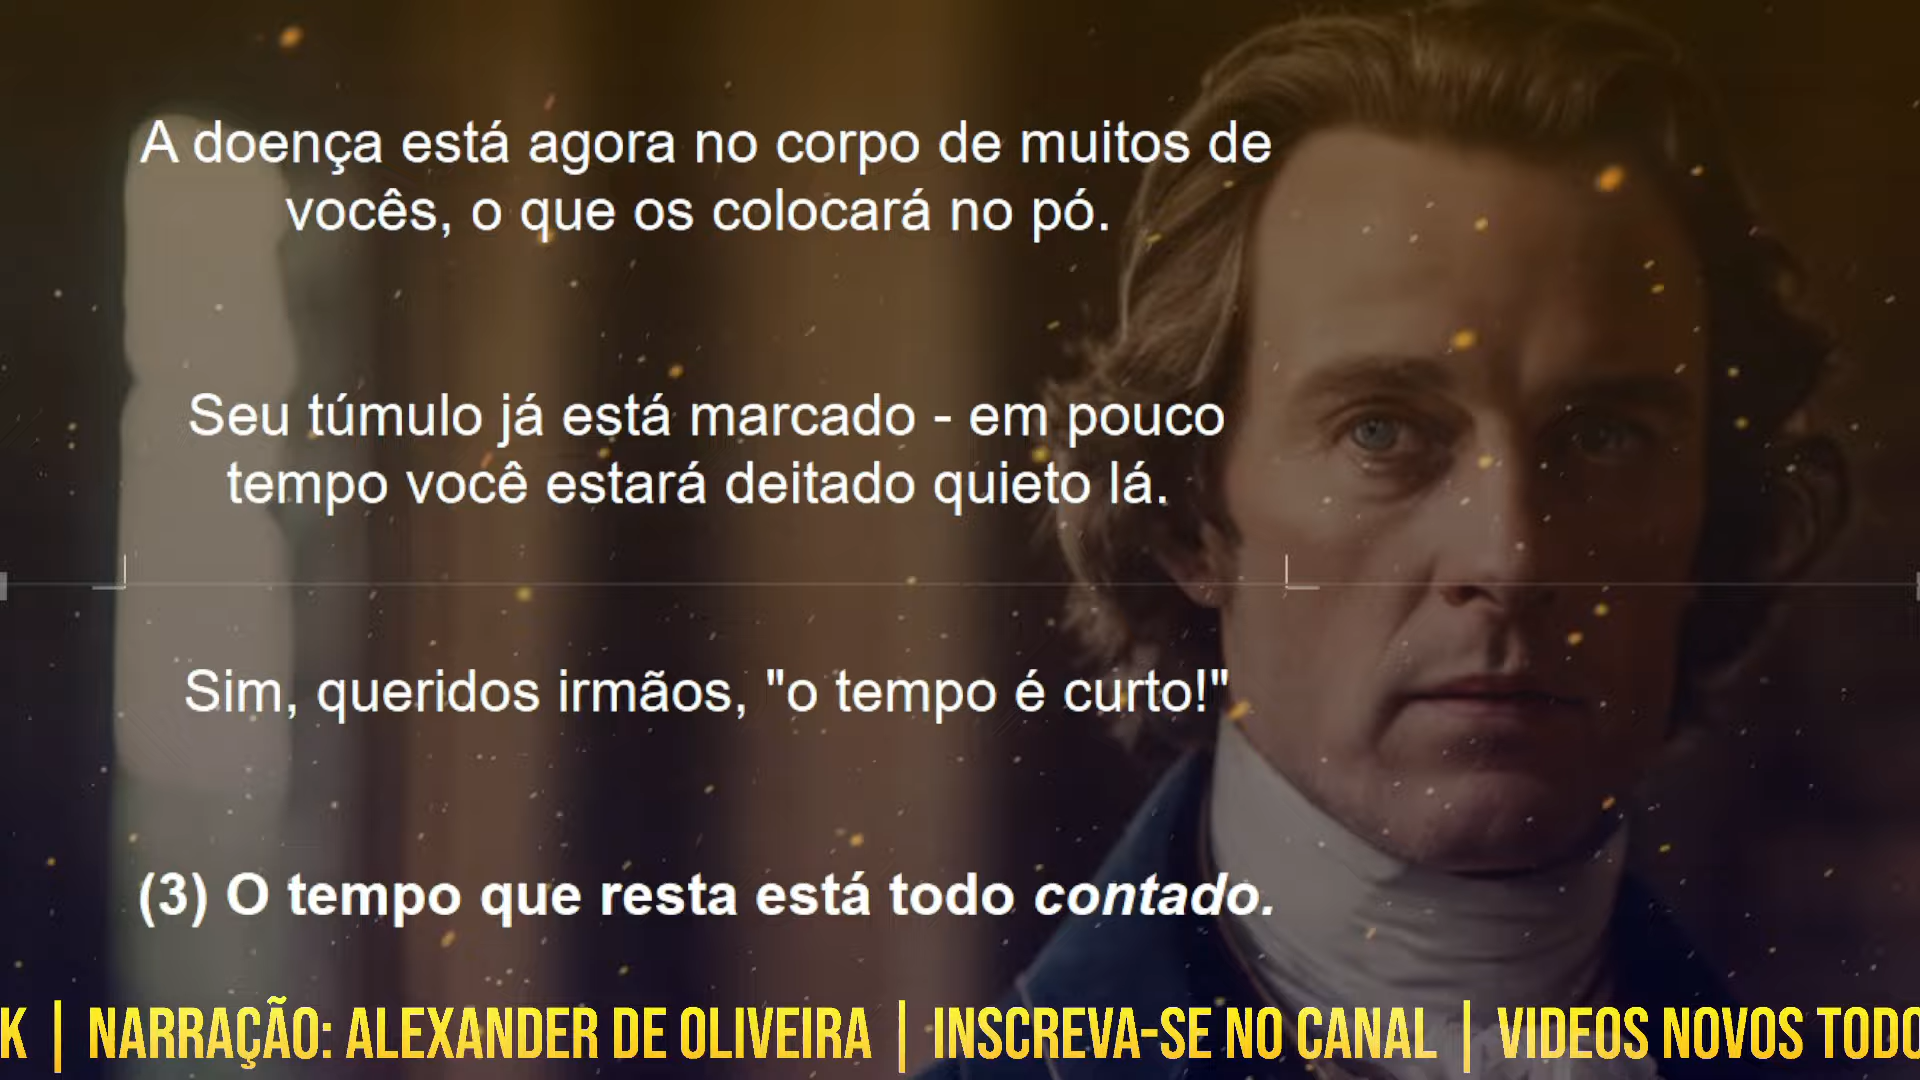 A doença está agora no corpo de muitos de
vocês, o que os colocará no pó.
Seu túmulo já está marcado - em pouco
tempo você estará deitado quieto lá.
Sim, queridos irmãos, "o tempo é curto!"
(3) O tempo que resta está todo contado.
K | NARRAÇÃO: ALEXANDER DE OLIVEIRA | INSCREVA-SE NO CANAL | VIDEOS NOVOS TODO